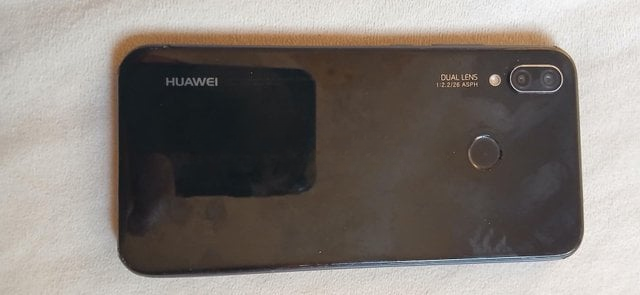 HUAWEI
DUAL LENS
1:2.2/26 ASPH